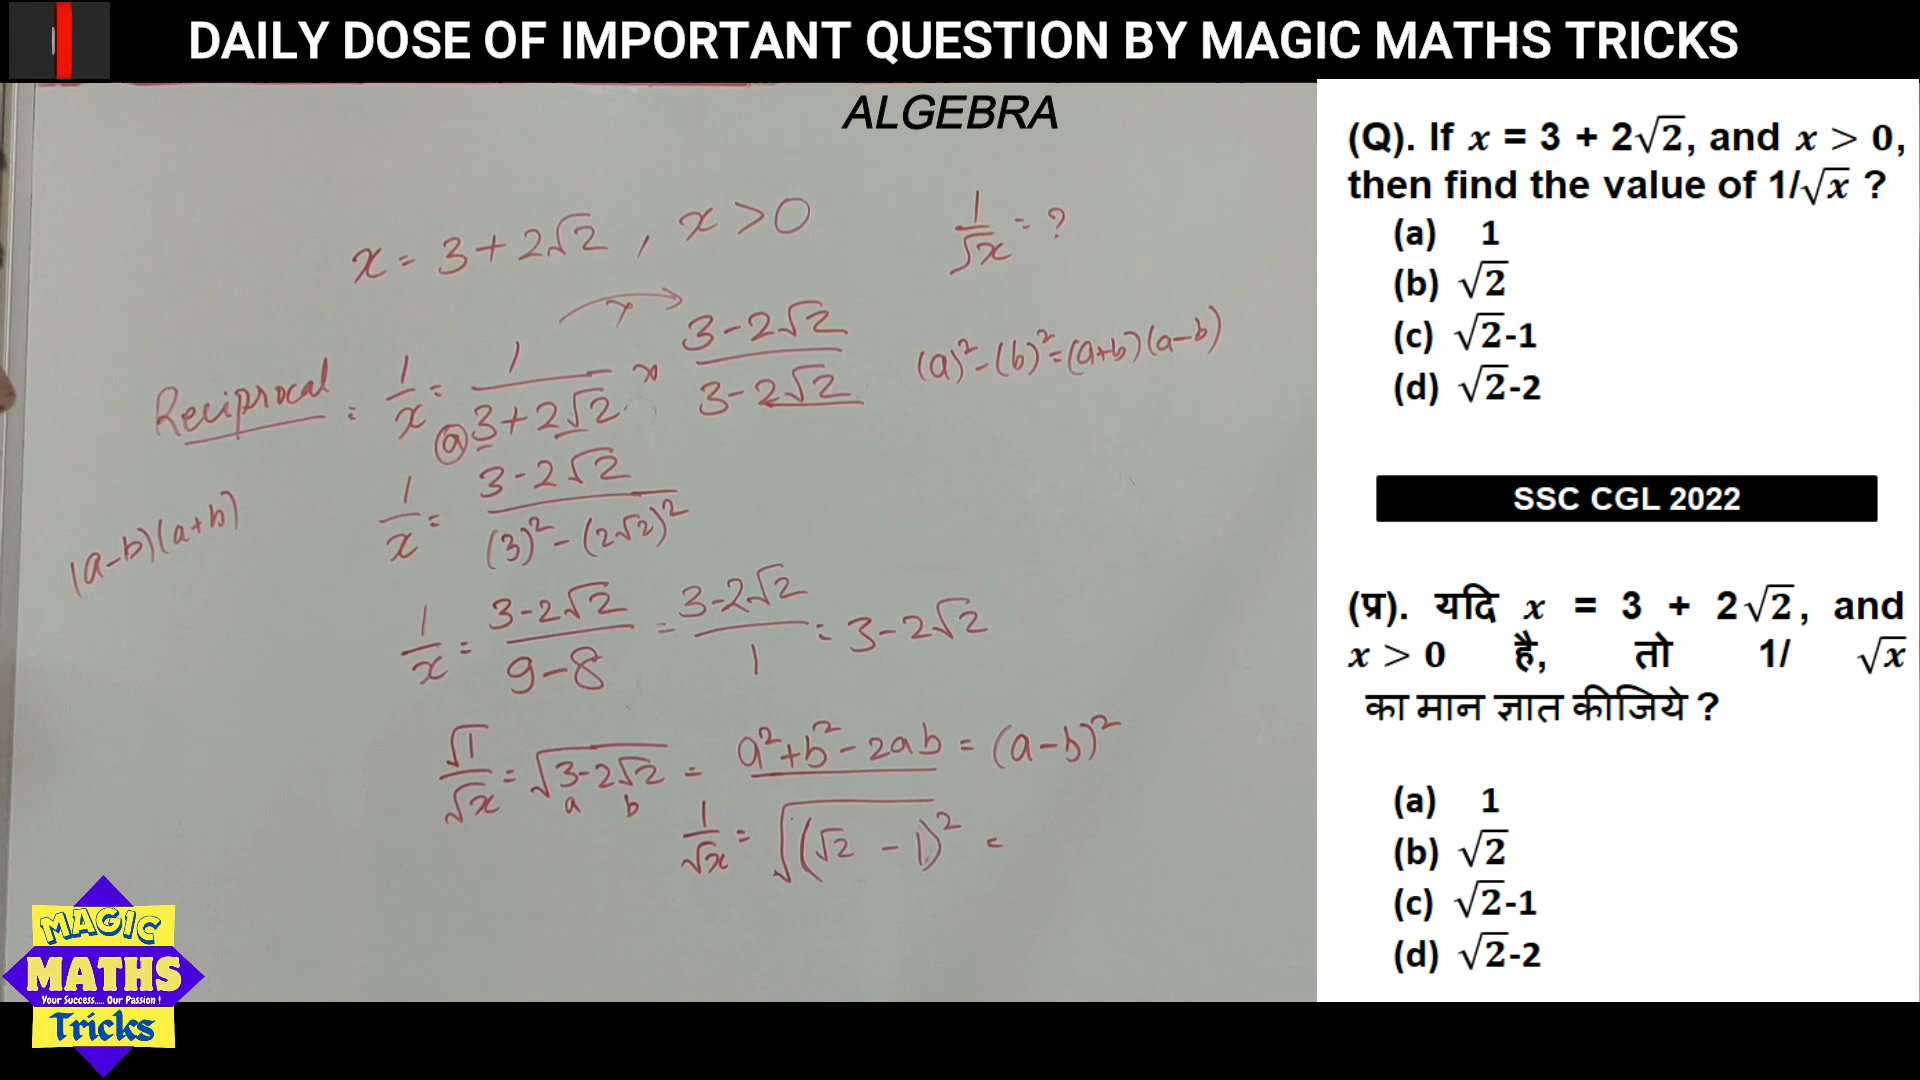 DAILY DOSE OF IMPORTANT QUESTION BY MAGIC MATHS TRICKS
ALGEBRA
x = 3 + 2√2 , x > 0
1/√x = ?
Reciprocal = 1/x = 1/(3+2√2) × (3-2√2)/(3-2√2)
(a)² - (b)² = (a+b)(a-b)
a
(a-b)(a+b)
1/x = (3-2√2)/((3)² - (2√2)²)
1/x = (3-2√2)/(9-8) = (3-2√2)/1 = 3-2√2
√1/√x = √(3-2√2) = a²+b²-2ab = (a-b)²
a b
1/√x = √((√2 - 1)²) =
(Q). If x = 3 + 2√2, and x > 0,
then find the value of 1/√x ?
(a) 1
(b) √2
(c) √2-1
(d) √2-2
SSC CGL 2022
(प्र). यदि x = 3 + 2√2, and
x > 0 है, तो 1/ √x
का मान ज्ञात कीजिये ?
(a) 1
(b) √2
(c) √2-1
(d) √2-2
MAGIC
MATHS
Your Success..... Our Passion !
Tricks